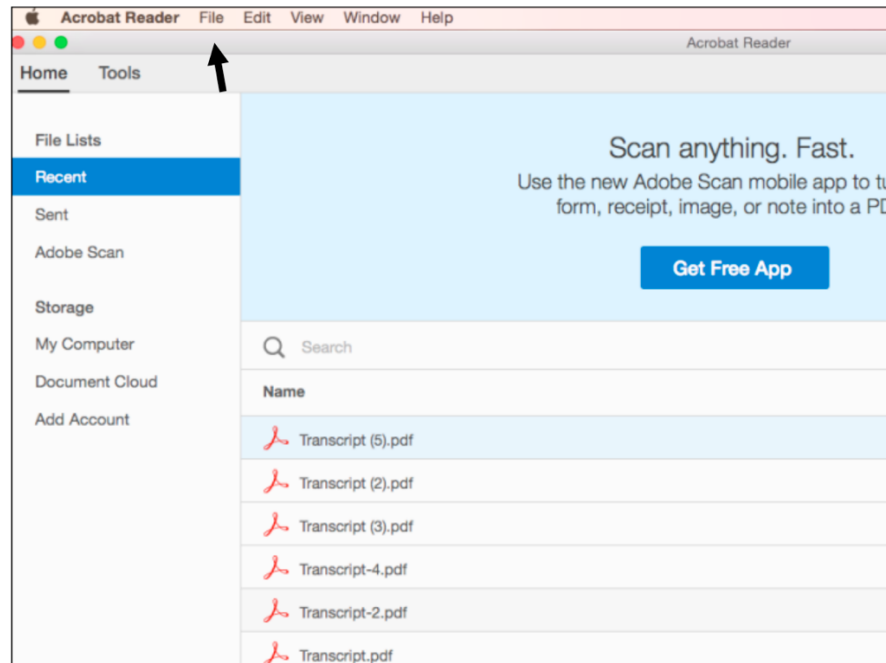 Acrobat Reader File Edit View Window Help
Acrobat Reader
Home Tools
File Lists
Recent
Sent
Adobe Scan
Storage
My Computer
Document Cloud
Add Account
Scan anything. Fast.
Use the new Adobe Scan mobile app to tu
form, receipt, image, or note into a PD
Get Free App
Search
Name
Transcript (5).pdf
Transcript (2).pdf
Transcript (3).pdf
Transcript-4.pdf
Transcript-2.pdf
Transcript.pdf